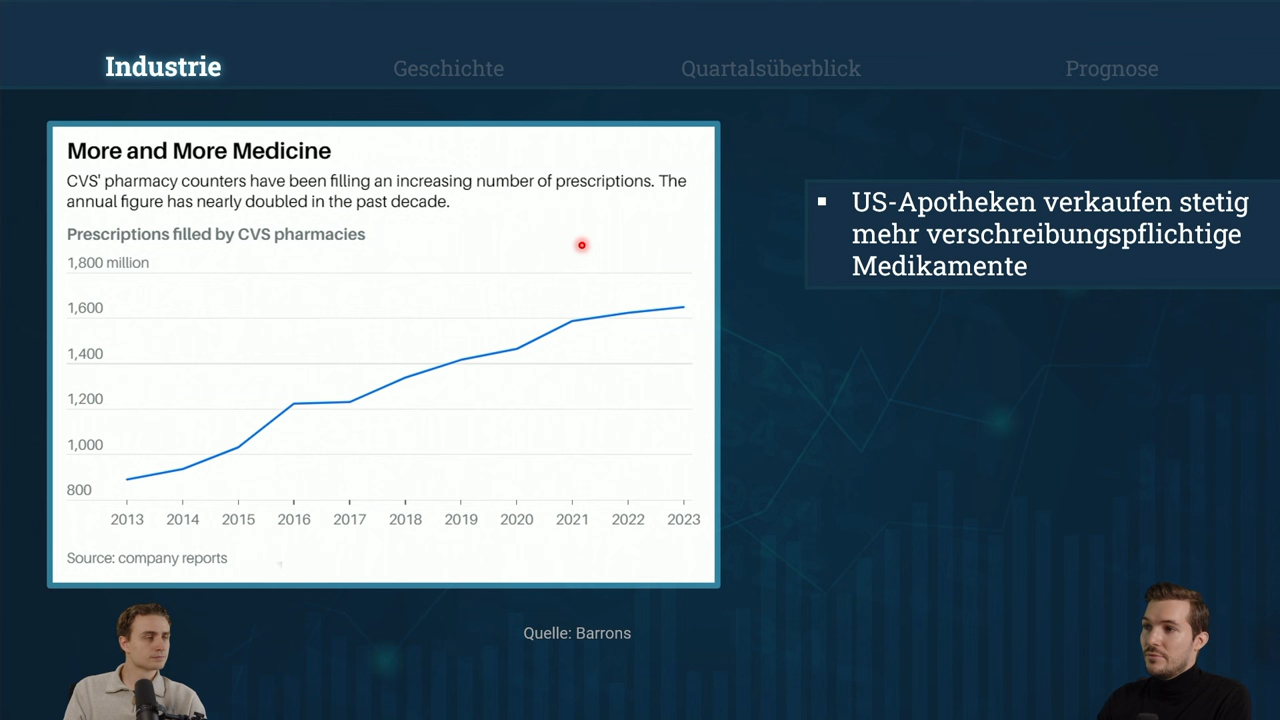 Industrie
Geschichte
Quartalsüberblick
Prognose
More and More Medicine
CVS' pharmacy counters have been filling an increasing number of prescriptions. The
annual figure has nearly doubled in the past decade.
Prescriptions filled by CVS pharmacies
1,800 million
1,600
1,400
1,200
1,000
800
2013 2014 2015 2016 2017 2018 2019 2020 2021 2022 2023
Source: company reports
▪ US-Apotheken verkaufen stetig
mehr verschreibungspflichtige
Medikamente
Quelle: Barrons